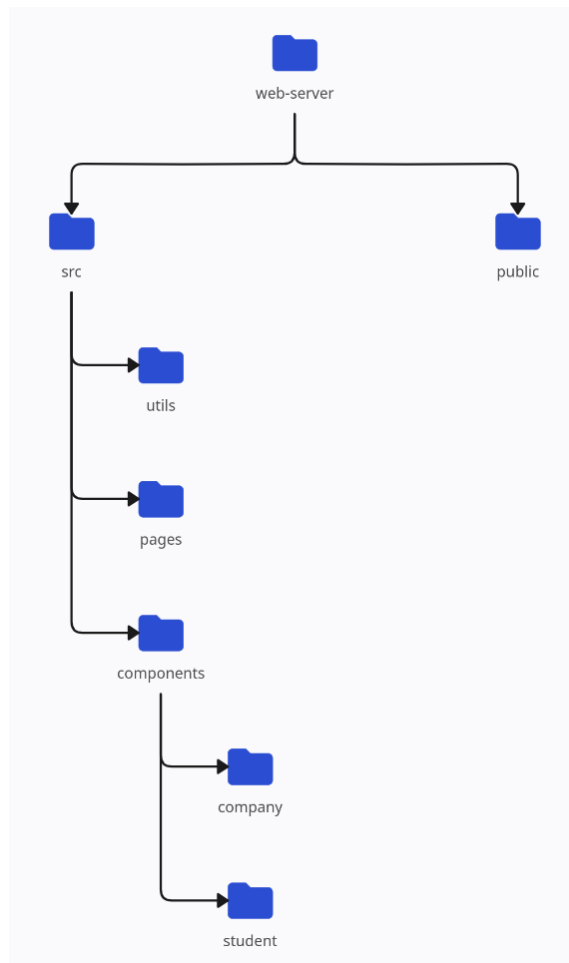 web-server
src
public
utils
pages
components
company
student